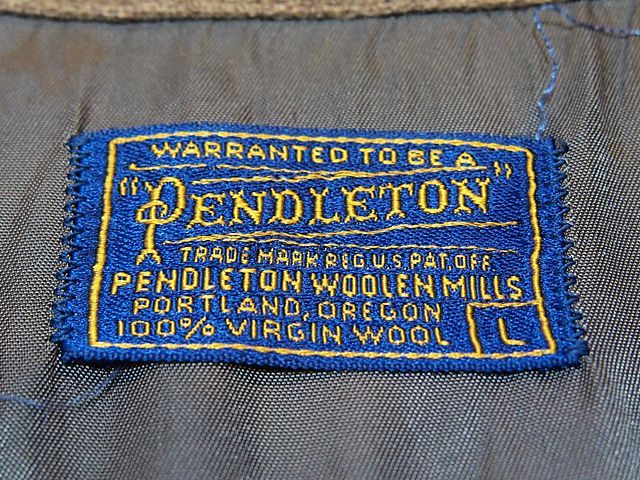 WARRANTED TO BE A
"PENDLETON"
TRADE MARK REG. U.S. PAT. OFF.
PENDLETON WOOLEN MILLS
PORTLAND, OREGON
100% VIRGIN WOOL
L